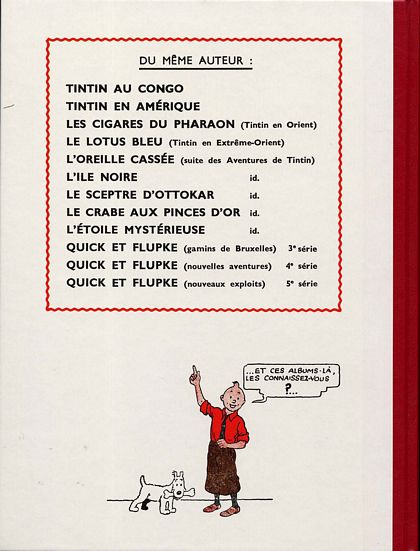 DU MÊME AUTEUR :
TINTIN AU CONGO
TINTIN EN AMÉRIQUE
LES CIGARES DU PHARAON (Tintin en Orient)
LE LOTUS BLEU (Tintin en Extrême-Orient)
L'OREILLE CASSÉE (suite des Aventures de Tintin)
L'ILE NOIRE id.
LE SCEPTRE D'OTTOKAR id.
LE CRABE AUX PINCES D'OR id.
L'ÉTOILE MYSTÉRIEUSE id.
QUICK ET FLUPKE (gamins de Bruxelles) 3e série
QUICK ET FLUPKE (nouvelles aventures) 4e série
QUICK ET FLUPKE (nouveaux exploits) 5e série
...ET CES ALBUMS-LÀ,
LES CONNAISSEZ-VOUS
?...